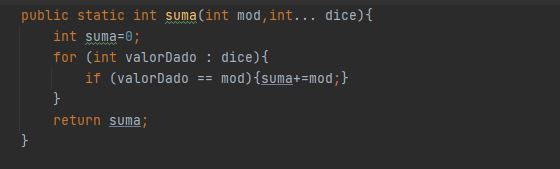 public static int suma(int mod,int... dice){
int suma=0;
for (int valorDado : dice){
if (valorDado == mod){suma+=mod;}
}
return suma;
}